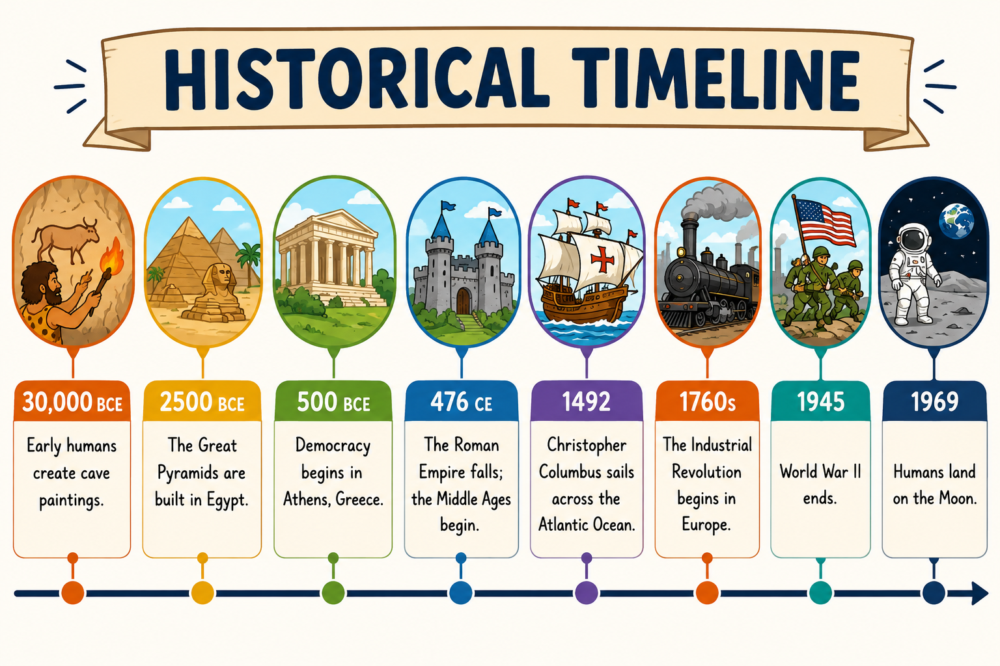 HISTORICAL TIMELINE
30,000 BCE
Early humans
create cave
paintings.
2500 BCE
The Great
Pyramids are
built in Egypt.
500 BCE
Democracy
begins in
Athens, Greece.
476 CE
The Roman
Empire falls;
the Middle Ages
begin.
1492
Christopher
Columbus sails
across the
Atlantic Ocean.
1760s
The Industrial
Revolution
begins in
Europe.
1945
World War II
ends.
1969
Humans land
on the Moon.